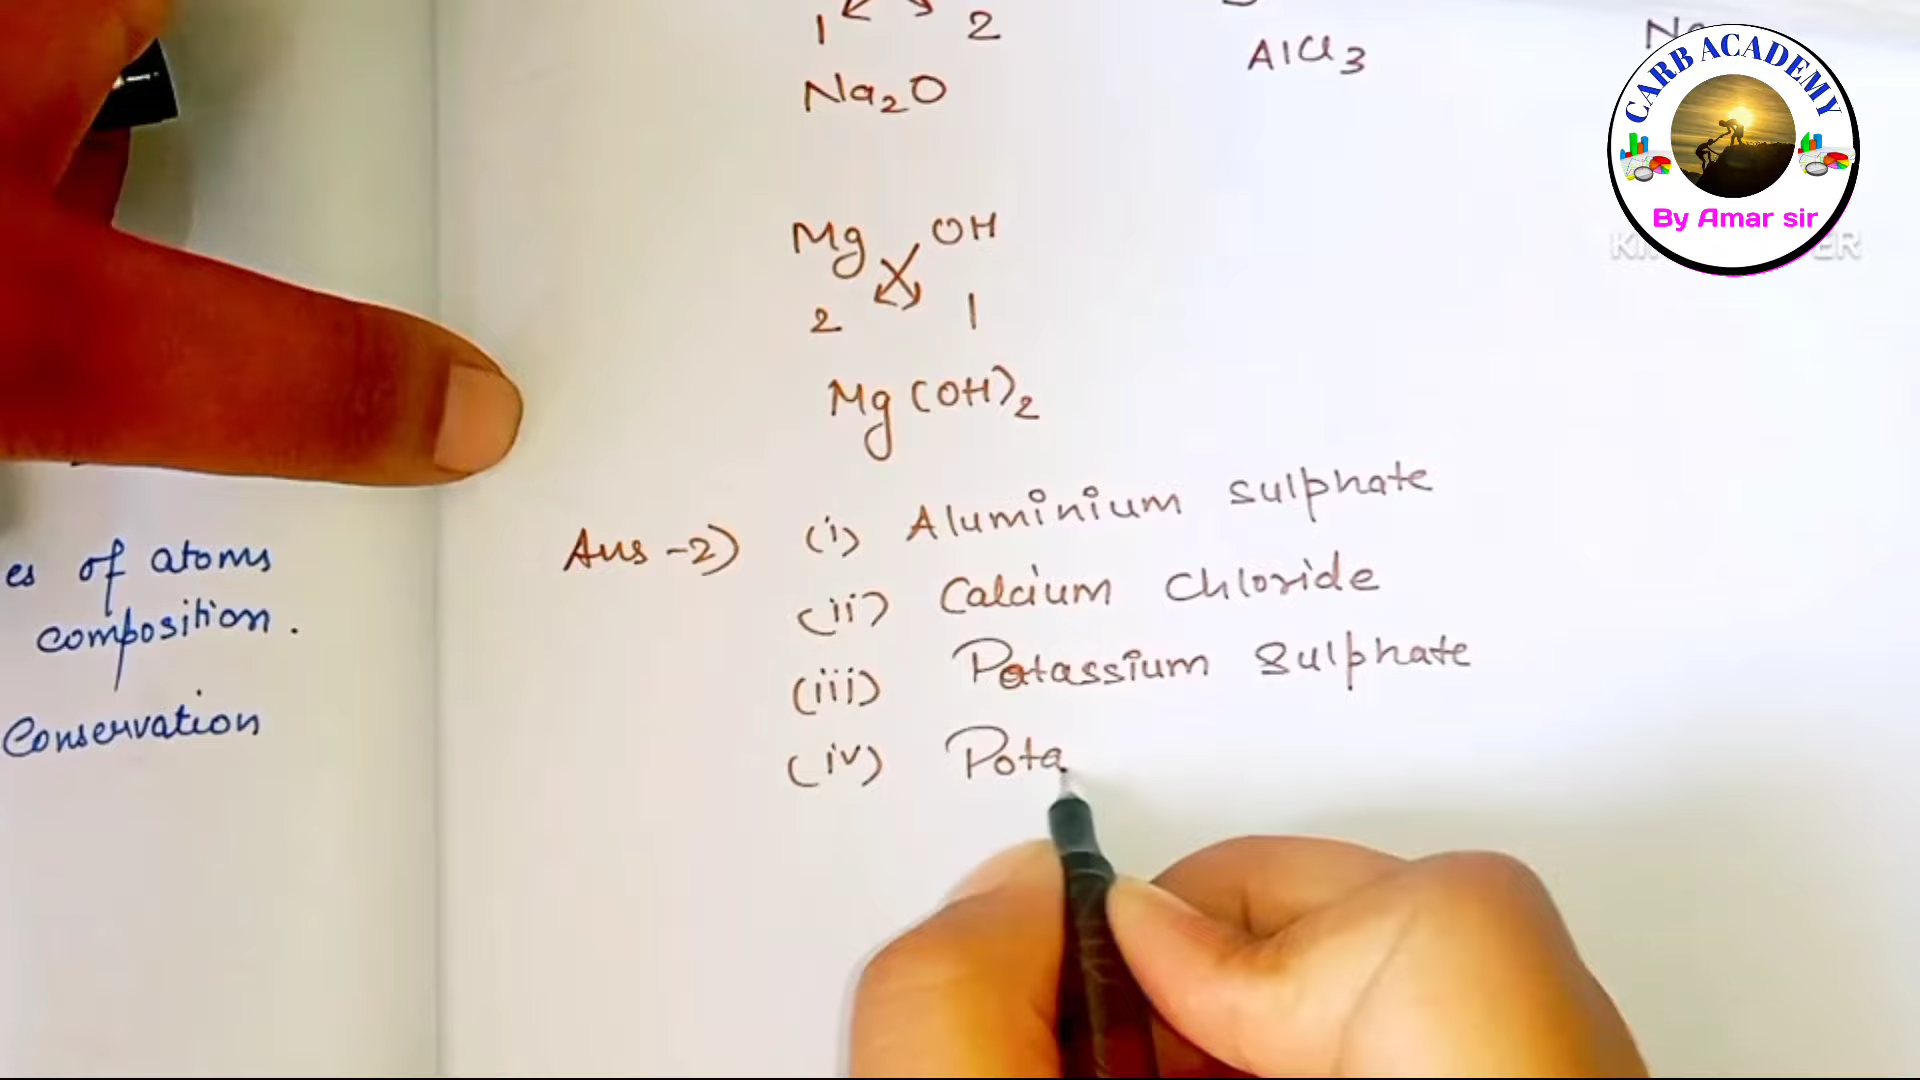 1 2
Na2O
AlCl3
CARB ACADEMY
By Amar sir
Mg OH
2 1
Mg(OH)2
Ans-2) (i) Aluminium sulphate
(ii) Calcium Chloride
(iii) Potassium Sulphate
(iv) Pota
es of atoms
composition.
Conservation